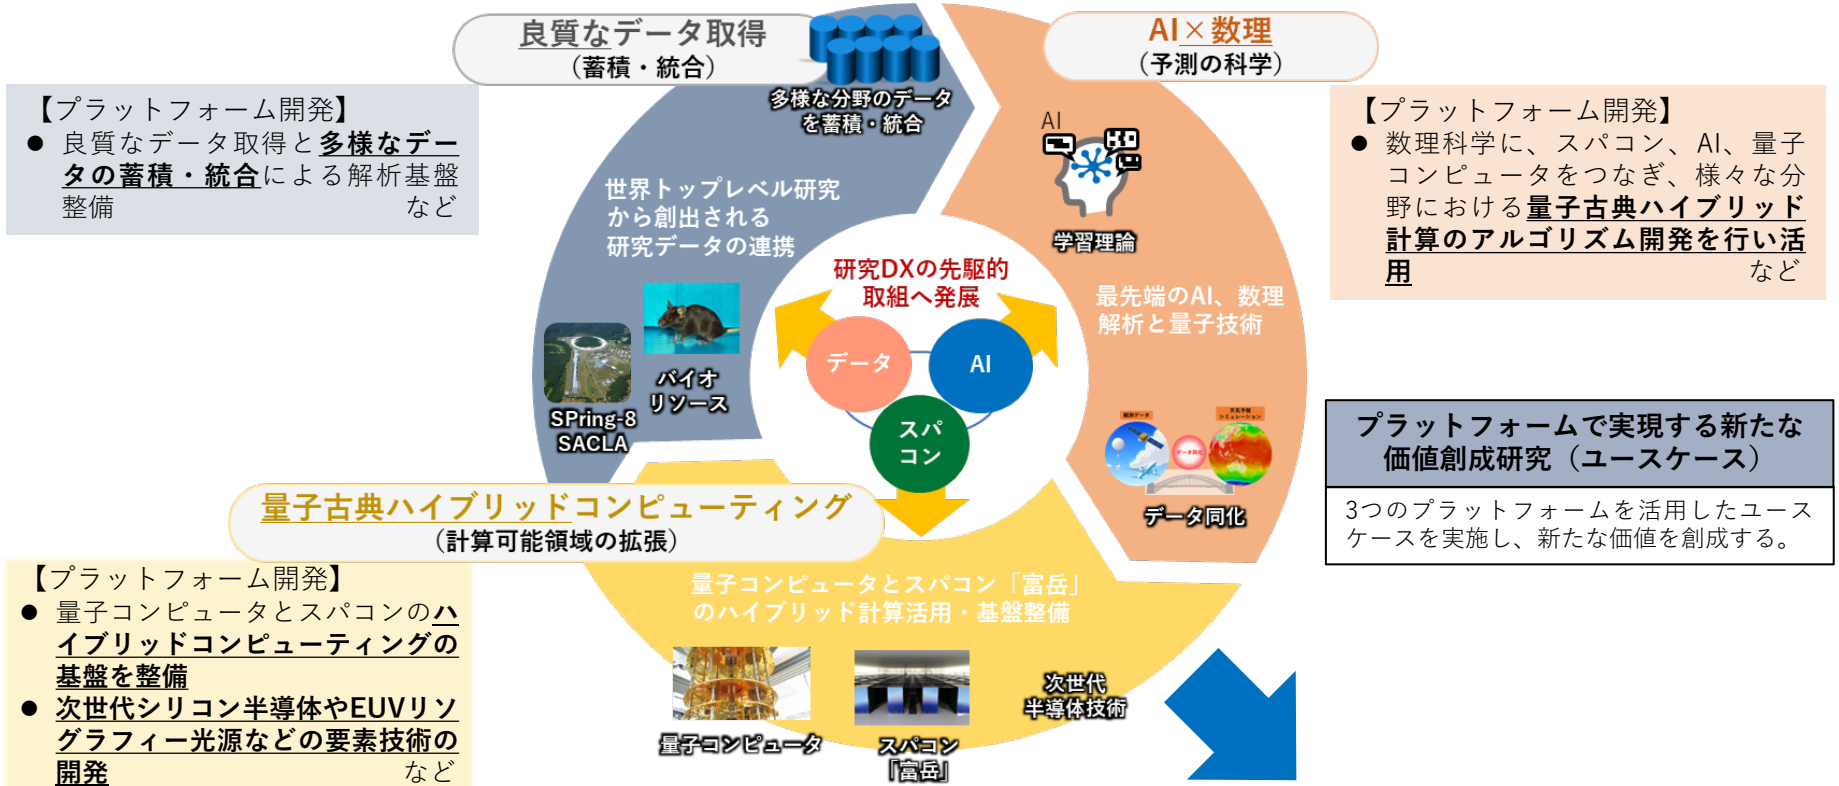 良質なデータ取得
（蓄積・統合）
多様な分野のデータ
を蓄積・統合
AI×数理
（予測の科学）
【プラットフォーム開発】
● 良質なデータ取得と多様なデー
タの蓄積・統合による解析基盤
整備 など
世界トップレベル研究
から創出される
研究データの連携
SPring-8
SACLA
バイオ
リソース
AI
学習理論
最先端のAI、数理
解析と量子技術
観測データ
天気予報
シミュレーション
データ同化
データ同化
【プラットフォーム開発】
● 数理科学に、スパコン、AI、量子
コンピュータをつなぎ、様々な分
野における量子古典ハイブリッド
計算のアルゴリズム開発を行い活
用 など
研究DXの先駆的
取組へ発展
データ
AI
スパ
コン
プラットフォームで実現する新たな
価値創成研究（ユースケース）
3つのプラットフォームを活用したユース
ケースを実施し、新たな価値を創成する。
量子古典ハイブリッドコンピューティング
（計算可能領域の拡張）
【プラットフォーム開発】
● 量子コンピュータとスパコンのハ
イブリッドコンピューティングの
基盤を整備
● 次世代シリコン半導体やEUVリソ
グラフィー光源などの要素技術の
開発 など
量子コンピュータとスパコン「富岳」
のハイブリッド計算活用・基盤整備
量子コンピュータ
スパコン
「富岳」
次世代
半導体技術